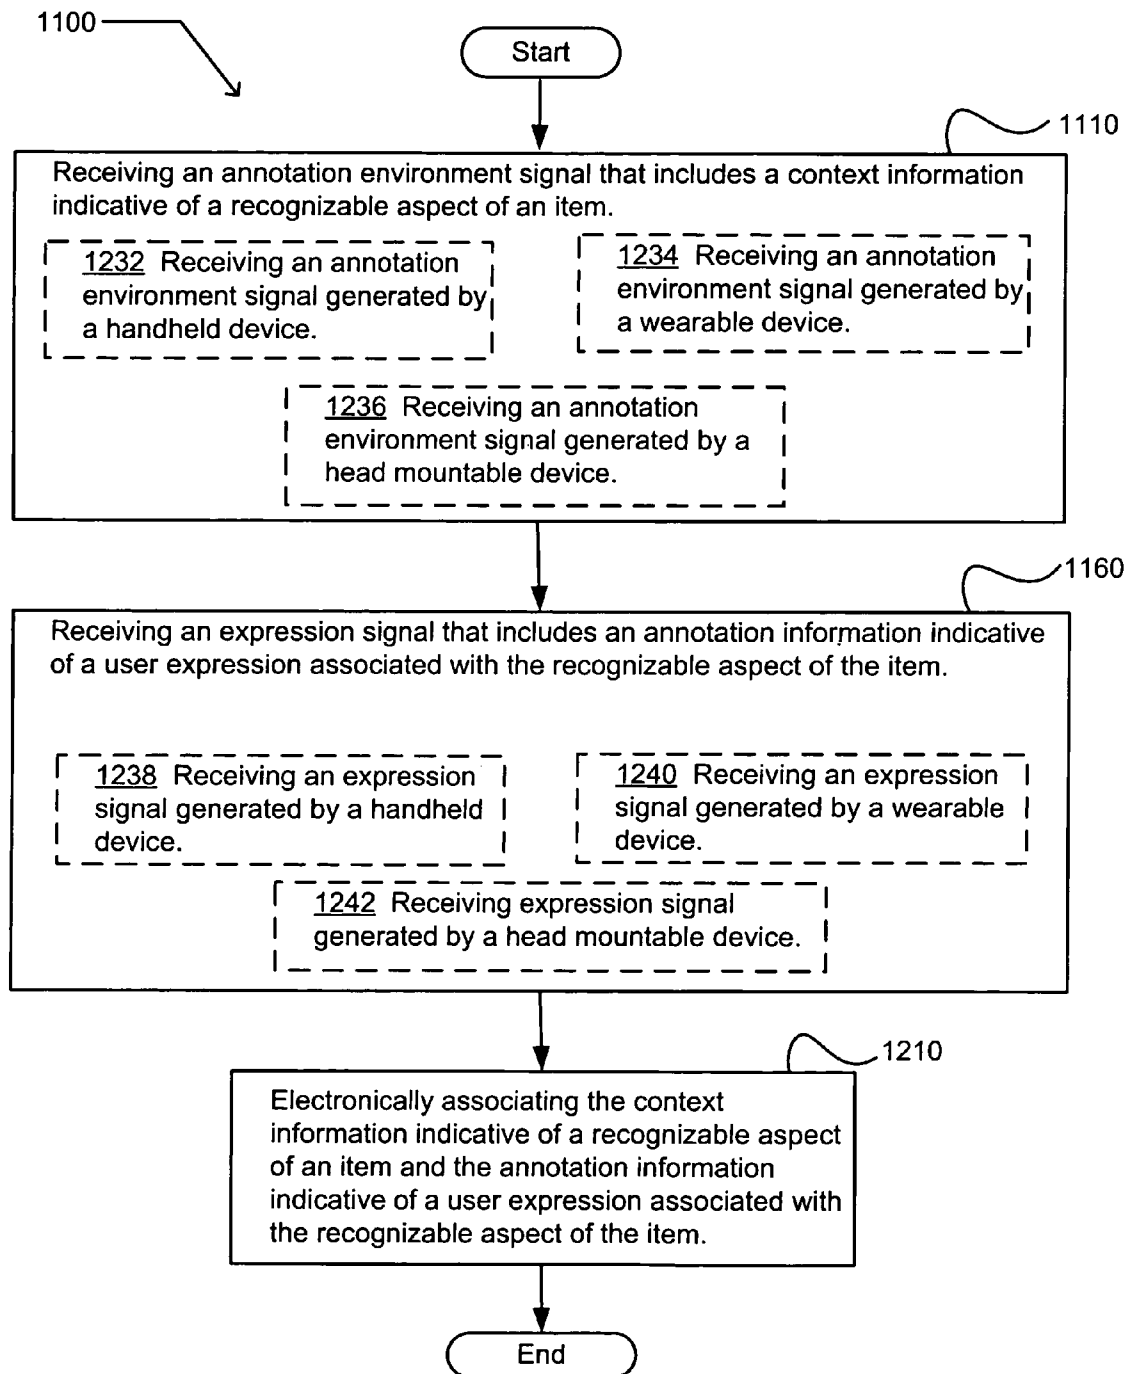 1100
Start
1110
Receiving an annotation environment signal that includes a context information
indicative of a recognizable aspect of an item.
1232 Receiving an annotation
environment signal generated by
a handheld device.
1234 Receiving an annotation
environment signal generated by
a wearable device.
1236 Receiving an annotation
environment signal generated by a
head mountable device.
1160
Receiving an expression signal that includes an annotation information indicative
of a user expression associated with the recognizable aspect of the item.
1238 Receiving an expression
signal generated by a handheld
device.
1240 Receiving an expression
signal generated by a wearable
device.
1242 Receiving expression signal
generated by a head mountable device.
1210
Electronically associating the context
information indicative of a recognizable aspect
of an item and the annotation information
indicative of a user expression associated with
the recognizable aspect of the item.
End